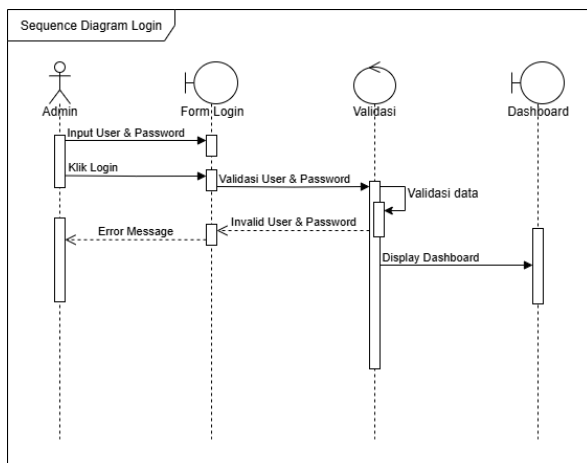 Sequence Diagram Login
Admin
Form Login
Validasi
Dashboard
Input User & Password
Klik Login
Validasi User & Password
Validasi data
Invalid User & Password
Error Message
Display Dashboard